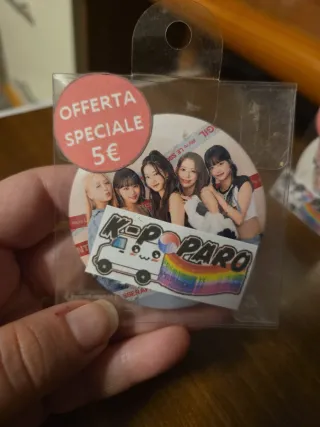 OFFERTA
SPECIALE
5€
K-POPARO